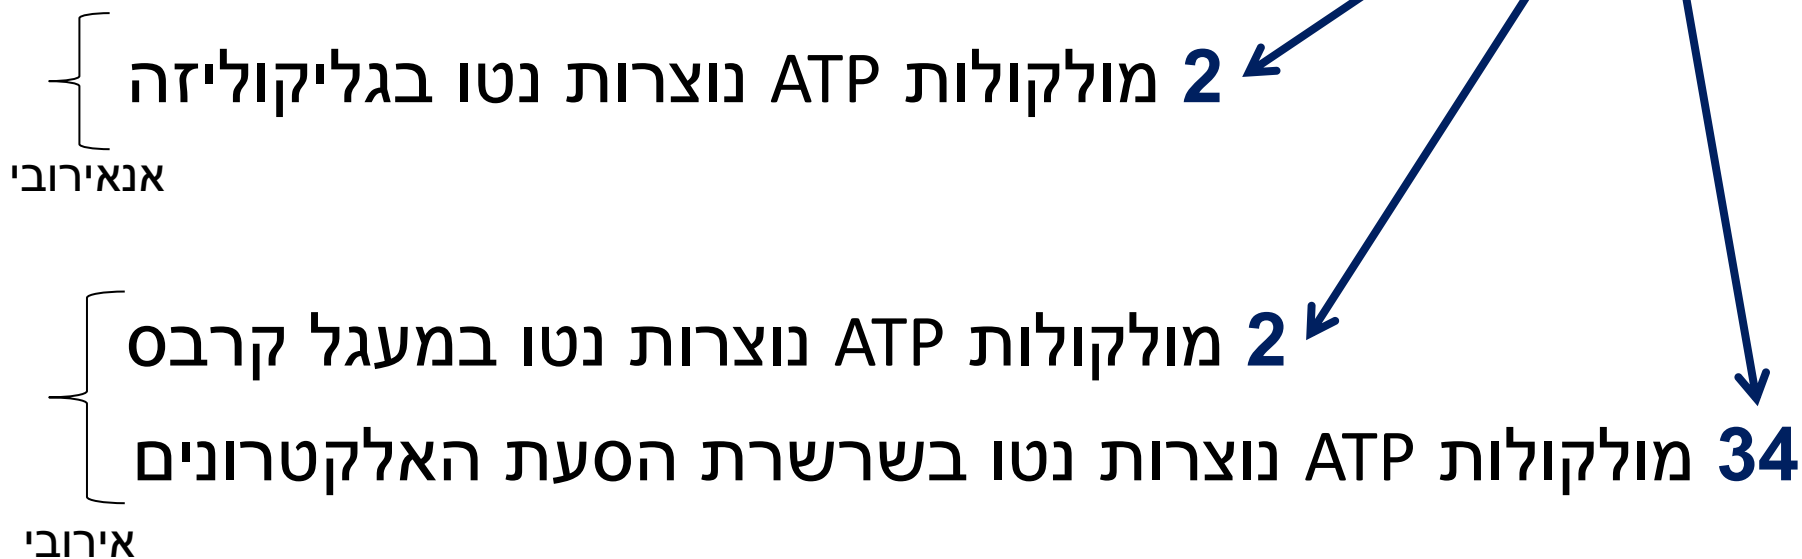 2 מולקולות ATP נוצרות נטו בגליקוליזה
אנאירובי
2 מולקולות ATP נוצרות נטו במעגל קרבס
34 מולקולות ATP נוצרות נטו בשרשרת הסעת האלקטרונים
אירובי